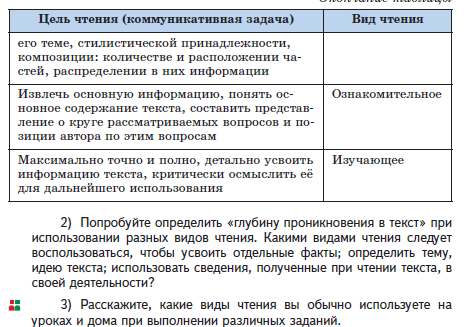 Окончание таблицы
Цель чтения (коммуникативная задача) Вид чтения
его теме, стилистической принадлежности,
композиции: количестве и расположении ча-
стей, распределении в них информации
Извлечь основную информацию, понять ос-
новное содержание текста, составить представ-
ление о круге рассматриваемых вопросов и по-
зиции автора по этим вопросам
Ознакомительное
Максимально точно и полно, детально усвоить
информацию текста, критически осмыслить её
для дальнейшего использования
Изучающее
2) Попробуйте определить «глубину проникновения в текст» при
использовании разных видов чтения. Какими видами чтения следует
воспользоваться, чтобы усвоить отдельные факты; определить тему,
идею текста; использовать сведения, полученные при чтении текста, в
своей деятельности?
3) Расскажите, какие виды чтения вы обычно используете на
уроках и дома при выполнении различных заданий.